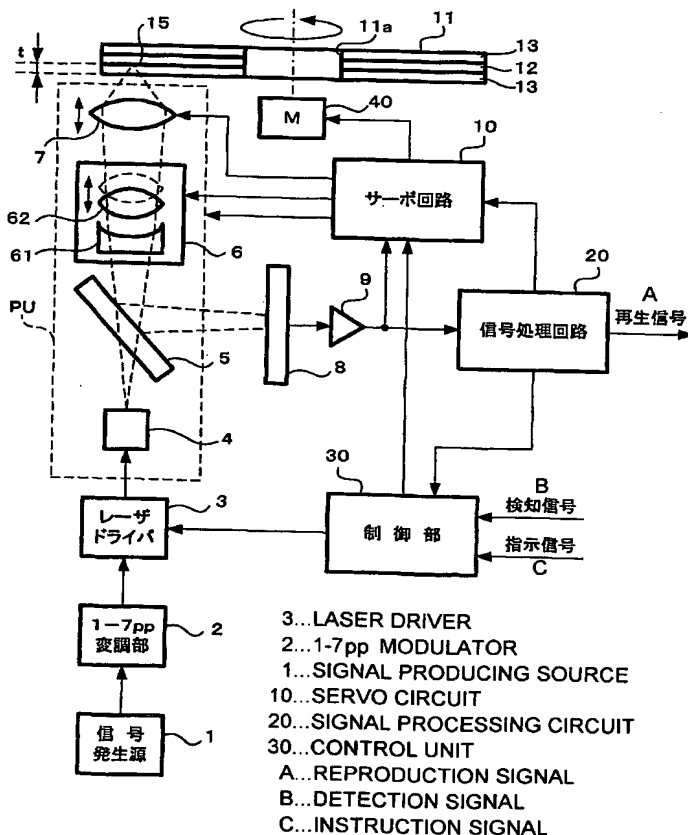 15
11a
11
t
13
12
13
40
M
7
10
サーボ回路
62
61
6
20
信号処理回路
A
再生信号
9
PU
5
8
4
30
制御部
B
検知信号
指示信号
C
3
レーザ
ドライバ
1−7pp
変調部
2
信号
発生源
1
3...LASER DRIVER
2...1-7pp MODULATOR
1...SIGNAL PRODUCING SOURCE
10...SERVO CIRCUIT
20...SIGNAL PROCESSING CIRCUIT
30...CONTROL UNIT
A...REPRODUCTION SIGNAL
B...DETECTION SIGNAL
C...INSTRUCTION SIGNAL